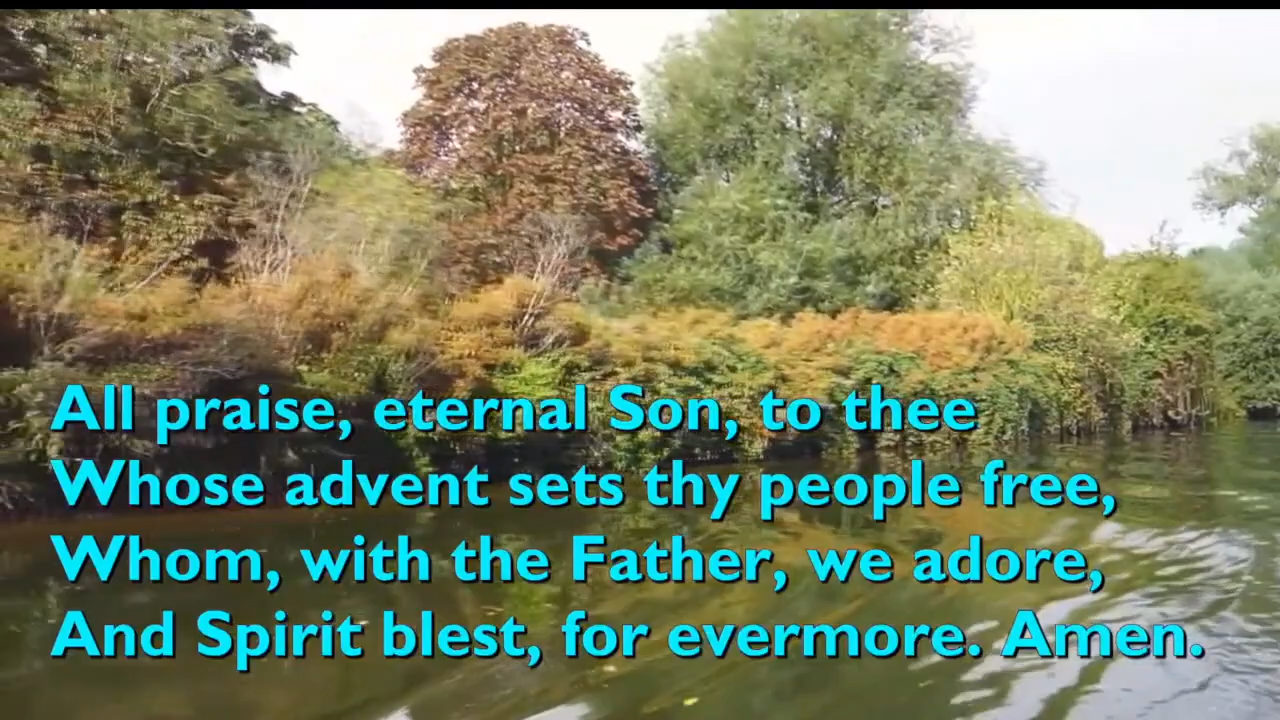 All praise, eternal Son, to thee
Whose advent sets thy people free,
Whom, with the Father, we adore,
And Spirit blest, for evermore. Amen.